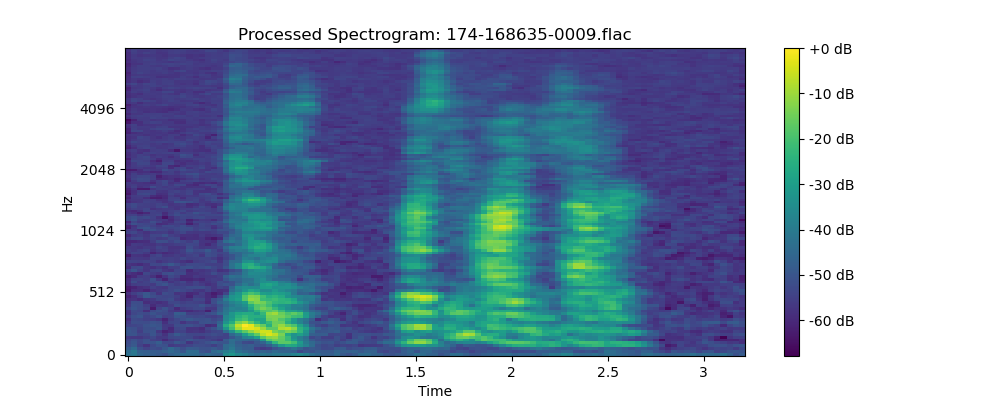 Processed Spectrogram: 174-168635-0009.flac
Hz
4096
2048
1024
512
0
0 0.5 1 1.5 2 2.5 3
Time
+0 dB
-10 dB
-20 dB
-30 dB
-40 dB
-50 dB
-60 dB